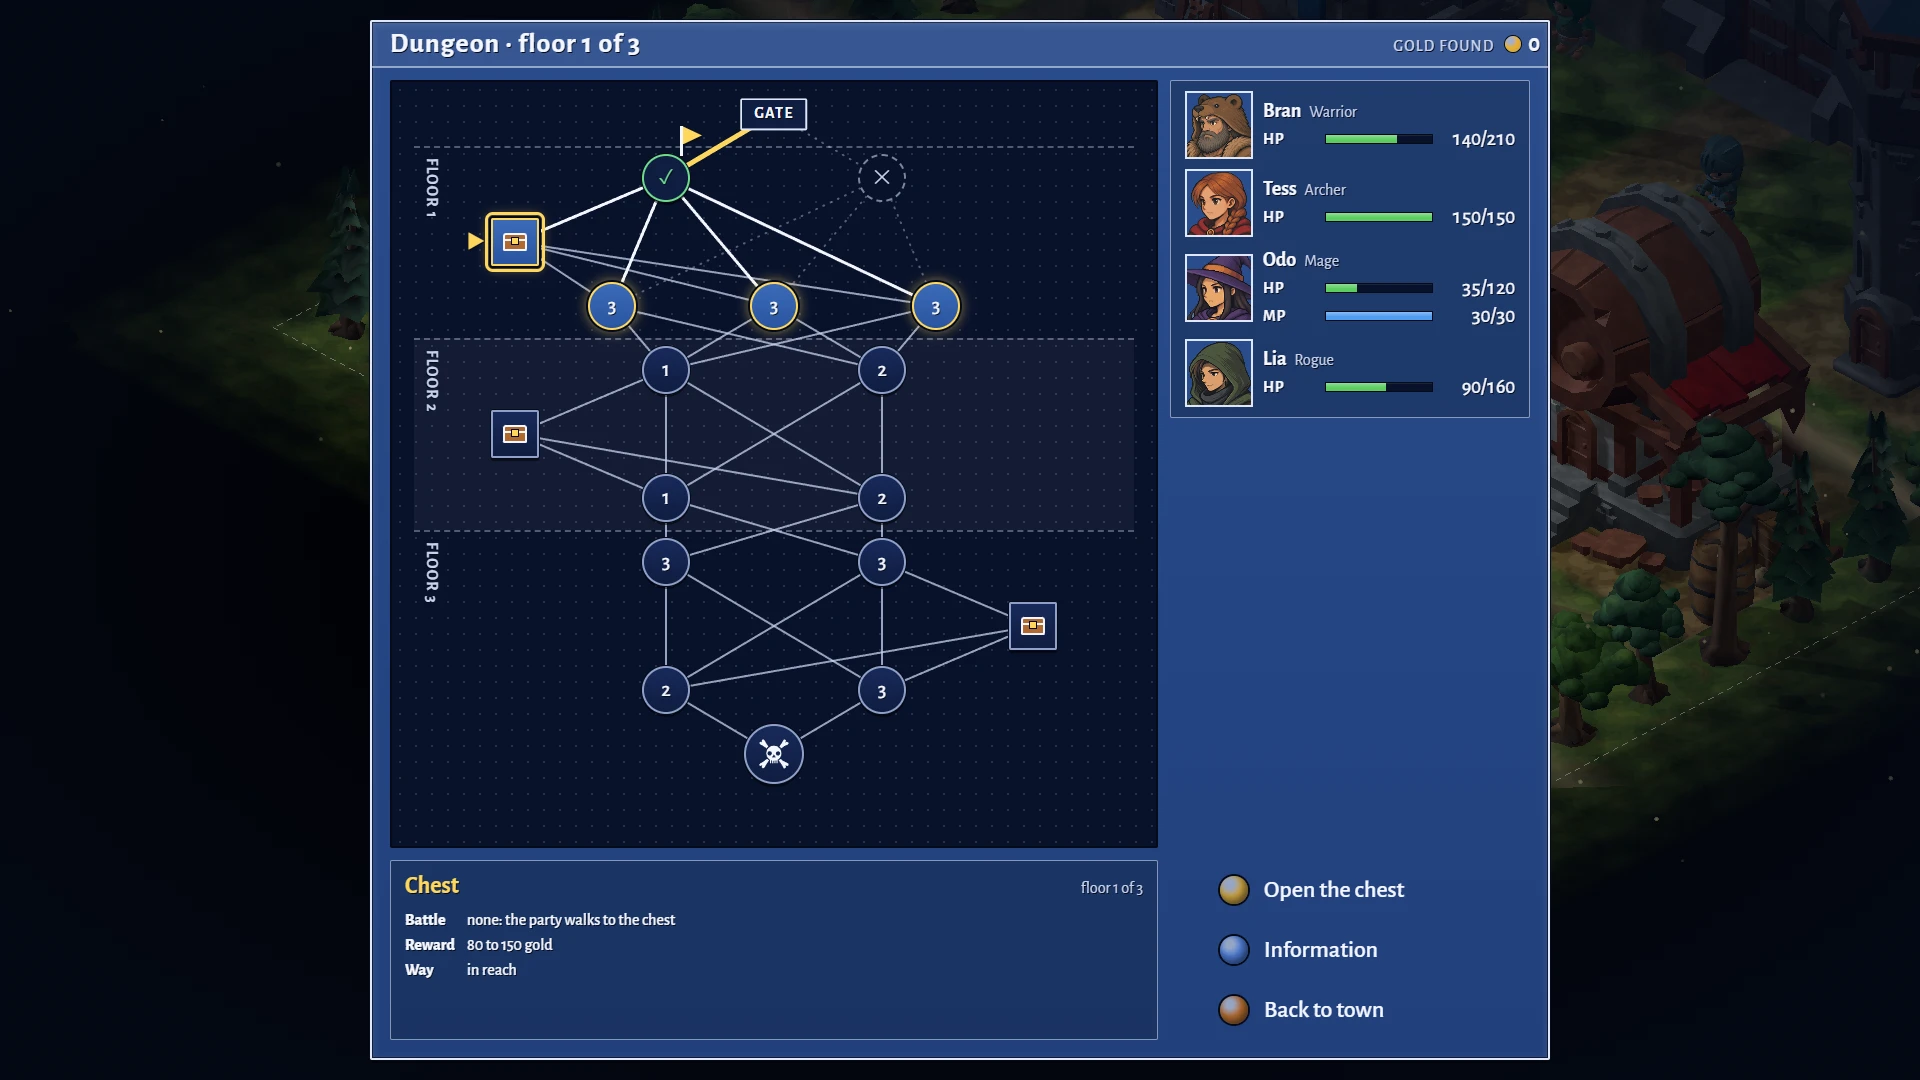 Dungeon · floor 1 of 3
GOLD FOUND 0
GATE
FLOOR 1
✓
3 3 3
FLOOR 2
1 2
1 2
FLOOR 3
3 3
2 3
Bran Warrior
HP 140/210
Tess Archer
HP 150/150
Odo Mage
HP 35/120
MP 30/30
Lia Rogue
HP 90/160
Chest floor 1 of 3
Battle none: the party walks to the chest
Reward 80 to 150 gold
Way in reach
Open the chest
Information
Back to town